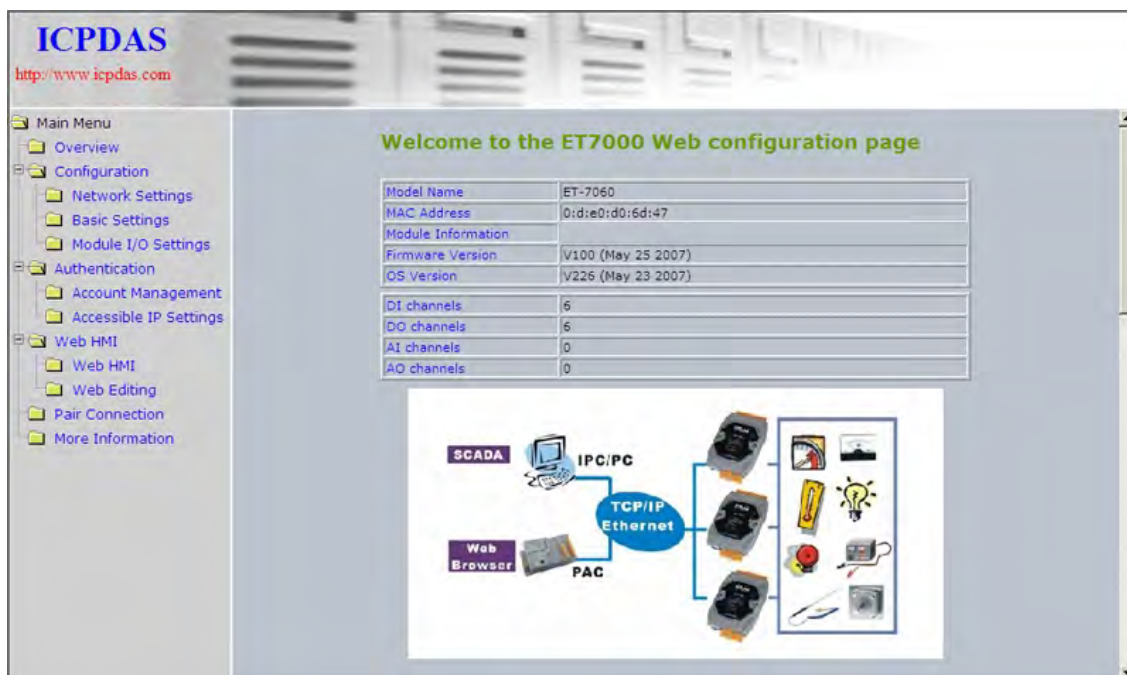 ICPDAS
http://www.icpdas.com
Main Menu
Overview
Configuration
Network Settings
Basic Settings
Module I/O Settings
Authentication
Account Management
Accessible IP Settings
Web HMI
Web HMI
Web Editing
Pair Connection
More Information
Welcome to the ET7000 Web configuration page
Model Name ET-7060
MAC Address 0:d:e0:d0:6d:47
Module Information
Firmware Version V100 (May 25 2007)
OS Version V226 (May 23 2007)
DI channels 6
DO channels 6
AI channels 0
AO channels 0
SCADA
IPC/PC
TCP/IP
Ethernet
Web
Browser
PAC